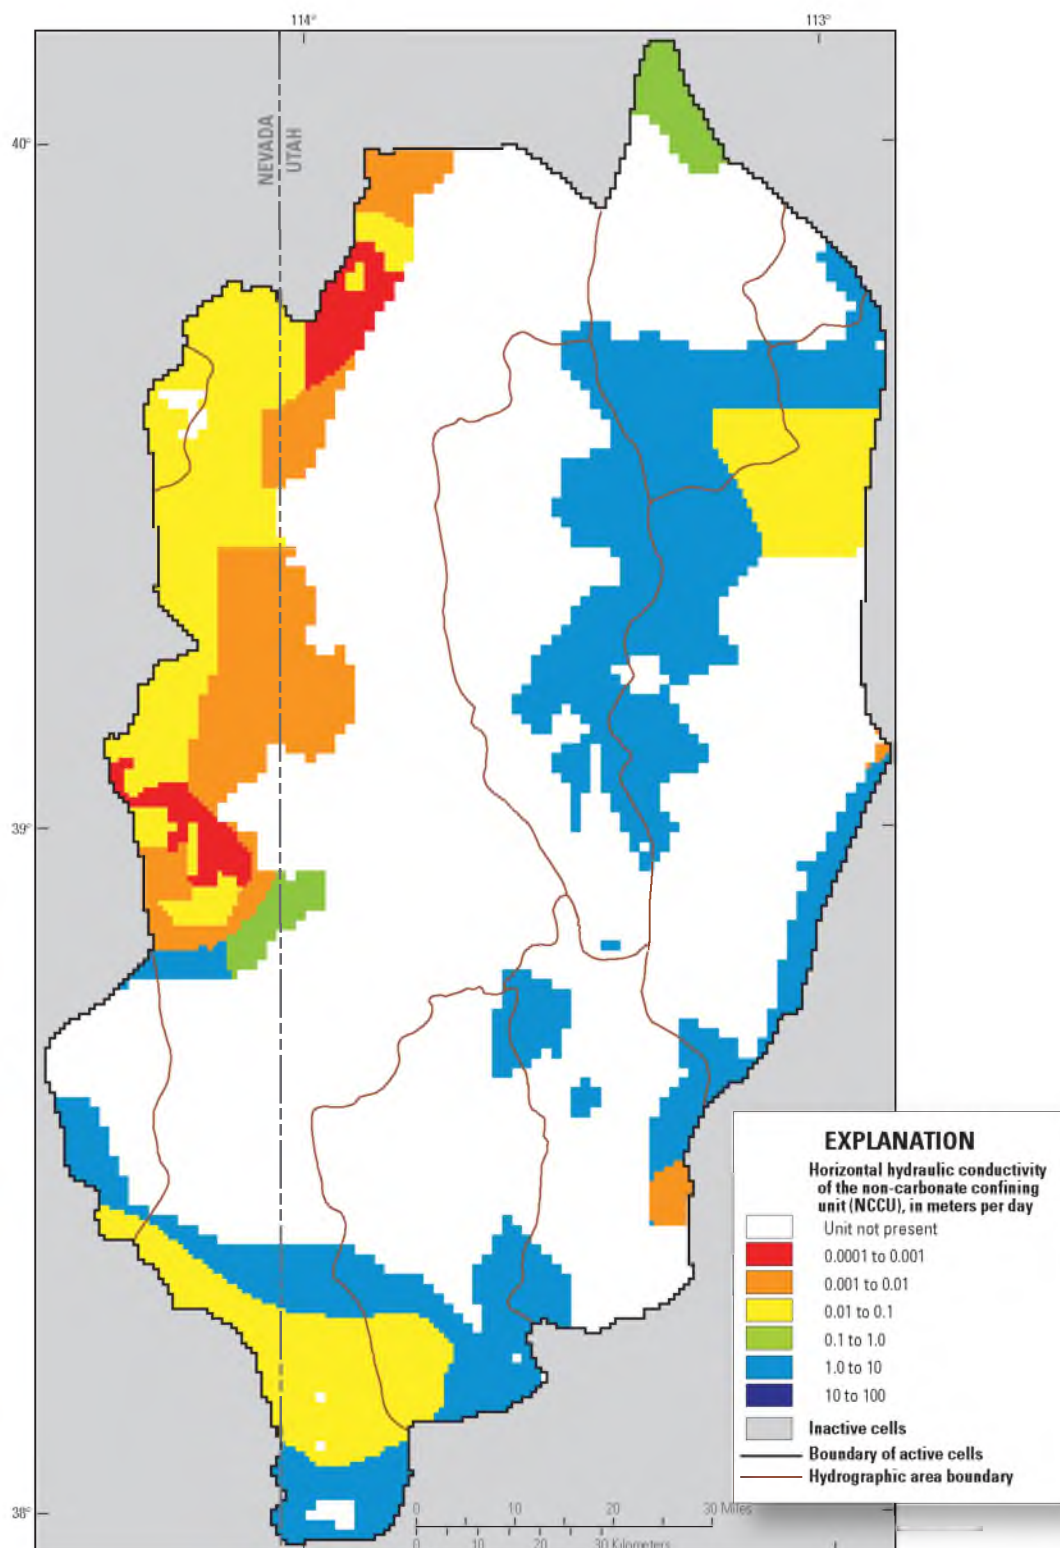 114° 113°
40°
NEVADA
UTAH
39°
EXPLANATION
Horizontal hydraulic conductivity
of the non-carbonate confining
unit (NCCU), in meters per day
Unit not present
0.0001 to 0.001
0.001 to 0.01
0.01 to 0.1
0.1 to 1.0
1.0 to 10
10 to 100
Inactive cells
Boundary of active cells
Hydrographic area boundary
38°
0 10 20 30 Miles
0 10 20 30 Kilometers